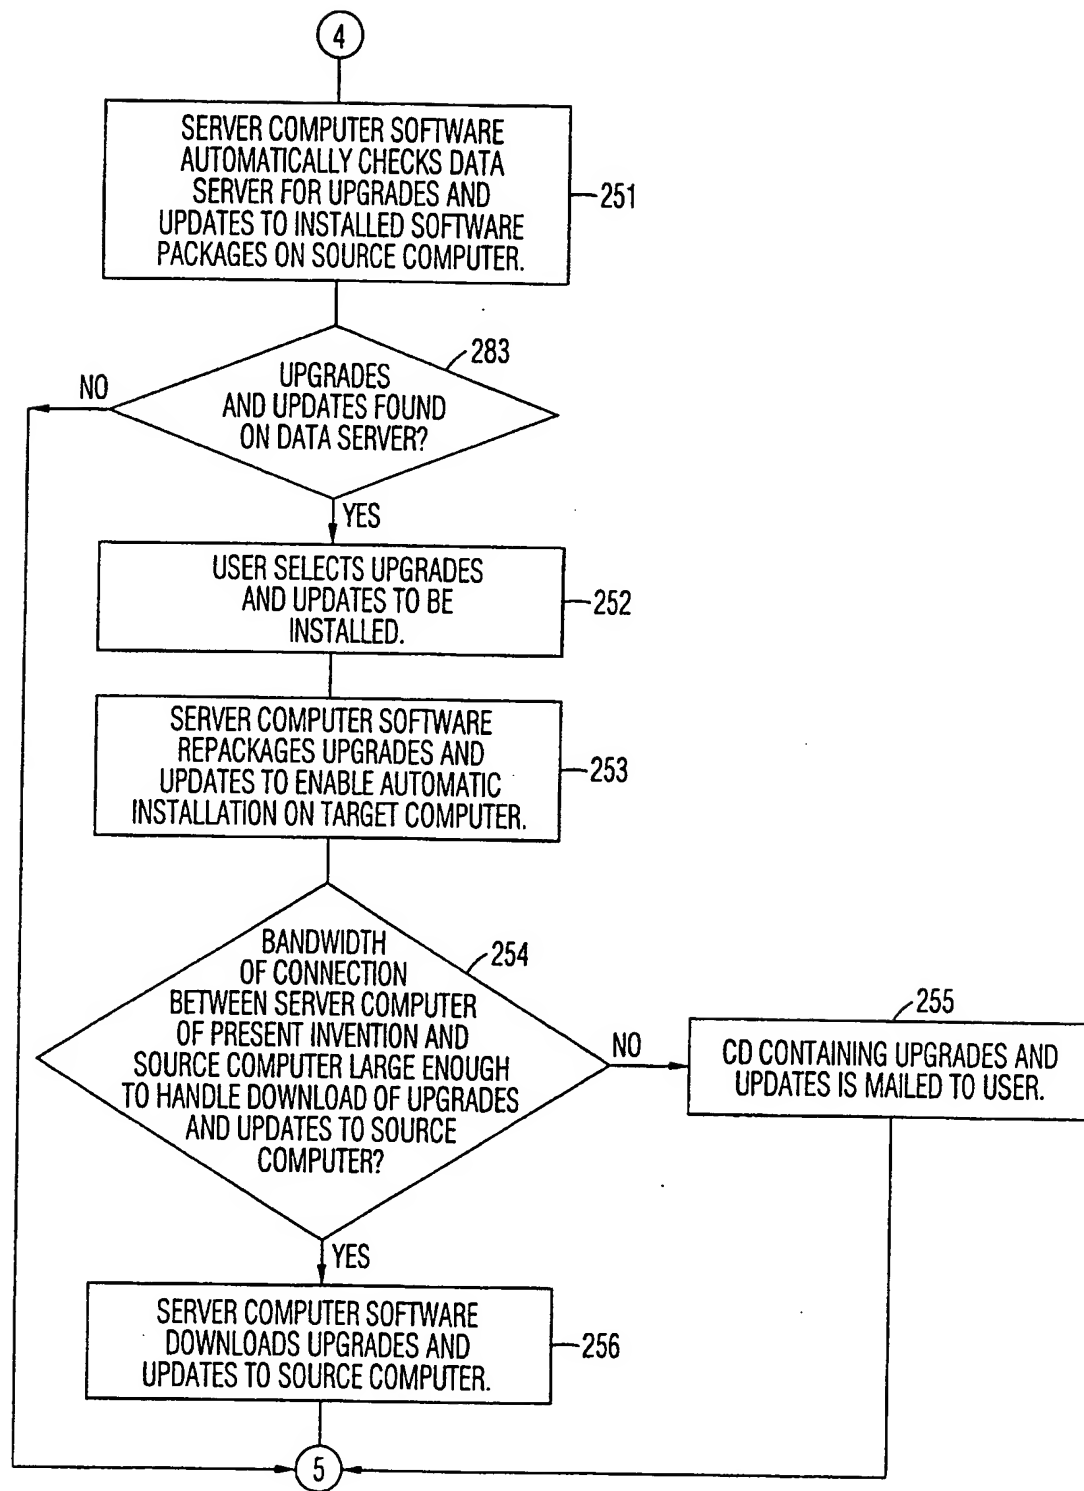 4
SERVER COMPUTER SOFTWARE
AUTOMATICALLY CHECKS DATA
SERVER FOR UPGRADES AND
UPDATES TO INSTALLED SOFTWARE
PACKAGES ON SOURCE COMPUTER.
251
283
NO
UPGRADES
AND UPDATES FOUND
ON DATA SERVER?
YES
USER SELECTS UPGRADES
AND UPDATES TO BE
INSTALLED.
252
SERVER COMPUTER SOFTWARE
REPACKAGES UPGRADES AND
UPDATES TO ENABLE AUTOMATIC
INSTALLATION ON TARGET COMPUTER.
253
254
BANDWIDTH
OF CONNECTION
BETWEEN SERVER COMPUTER
OF PRESENT INVENTION AND
SOURCE COMPUTER LARGE ENOUGH
TO HANDLE DOWNLOAD OF UPGRADES
AND UPDATES TO SOURCE
COMPUTER?
NO
255
CD CONTAINING UPGRADES AND
UPDATES IS MAILED TO USER.
YES
SERVER COMPUTER SOFTWARE
DOWNLOADS UPGRADES AND
UPDATES TO SOURCE COMPUTER.
256
5